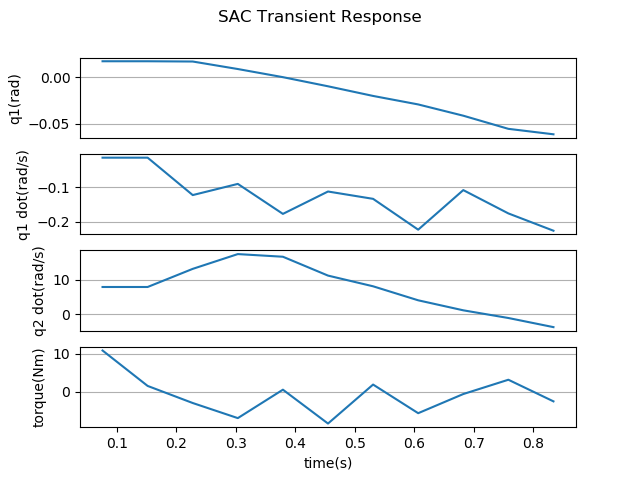 SAC Transient Response
q1(rad)
0.00
−0.05
q1 dot(rad/s)
−0.1
−0.2
q2 dot(rad/s)
10
0
torque(Nm)
10
0
0.1 0.2 0.3 0.4 0.5 0.6 0.7 0.8
time(s)